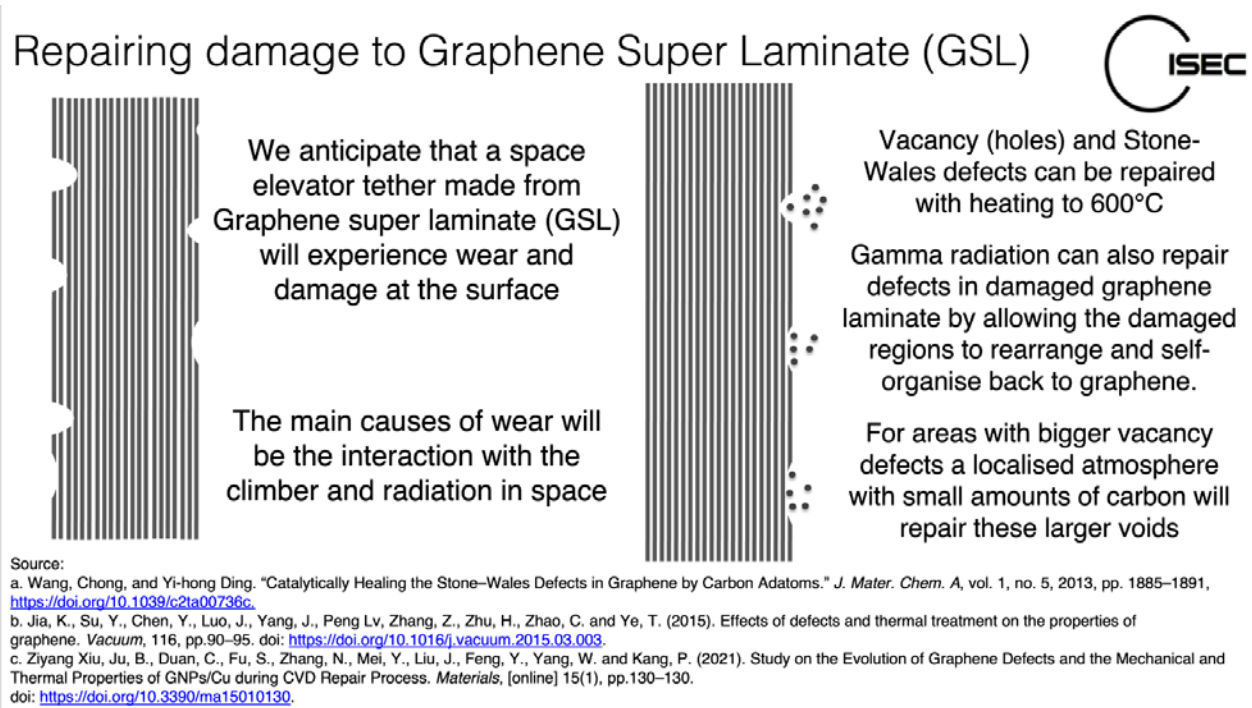 Repairing damage to Graphene Super Laminate (GSL)
ISEC
We anticipate that a space
elevator tether made from
Graphene super laminate (GSL)
will experience wear and
damage at the surface
The main causes of wear will
be the interaction with the
climber and radiation in space
Vacancy (holes) and Stone-
Wales defects can be repaired
with heating to 600°C
Gamma radiation can also repair
defects in damaged graphene
laminate by allowing the damaged
regions to rearrange and self-
organise back to graphene.
For areas with bigger vacancy
defects a localised atmosphere
with small amounts of carbon will
repair these larger voids
Source:
a. Wang, Chong, and Yi-hong Ding. “Catalytically Healing the Stone–Wales Defects in Graphene by Carbon Adatoms.” J. Mater. Chem. A, vol. 1, no. 5, 2013, pp. 1885–1891,
https://doi.org/10.1039/c2ta00736c.
b. Jia, K., Su, Y., Chen, Y., Luo, J., Yang, J., Peng Lv, Zhang, Z., Zhu, H., Zhao, C. and Ye, T. (2015). Effects of defects and thermal treatment on the properties of
graphene. Vacuum, 116, pp.90–95. doi: https://doi.org/10.1016/j.vacuum.2015.03.003.
c. Ziyang Xiu, Ju, B., Duan, C., Fu, S., Zhang, N., Mei, Y., Liu, J., Feng, Y., Yang, W. and Kang, P. (2021). Study on the Evolution of Graphene Defects and the Mechanical and
Thermal Properties of GNPs/Cu during CVD Repair Process. Materials, [online] 15(1), pp.130–130.
doi: https://doi.org/10.3390/ma15010130.